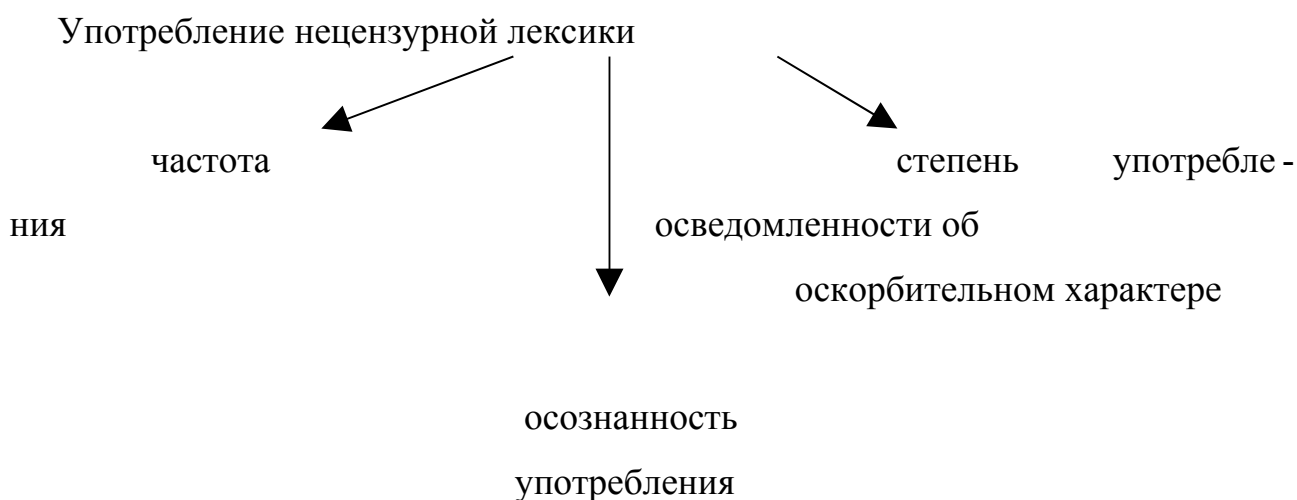 Употребление нецензурной лексики
частота степень употребле-
ния осведомленности об
оскорбительном характере
осознанность
употребления